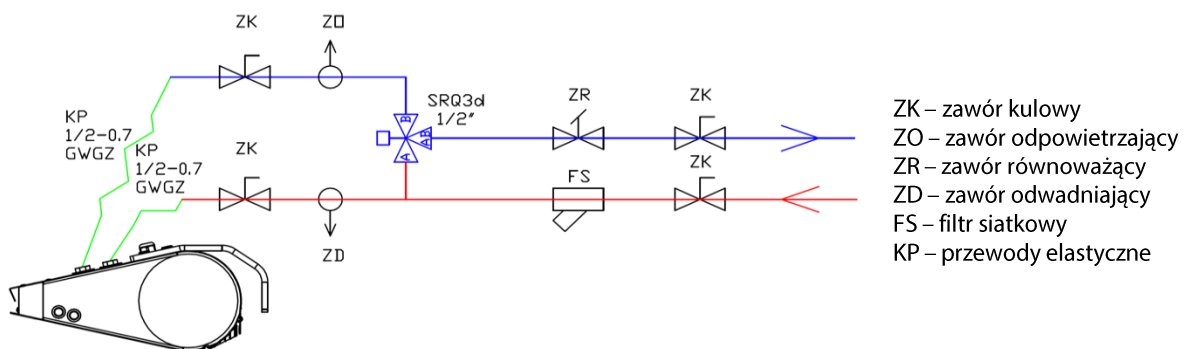 ZK
ZO
KP
1/2-0.7
GWGZ
KP
1/2-0.7
GWGZ
ZK
ZD
SRQ3d
1/2"
B
AB
A
ZR
ZK
FS
ZK
ZK – zawór kulowy
ZO – zawór odpowietrzający
ZR – zawór równoważący
ZD – zawór odwadniający
FS – filtr siatkowy
KP – przewody elastyczne